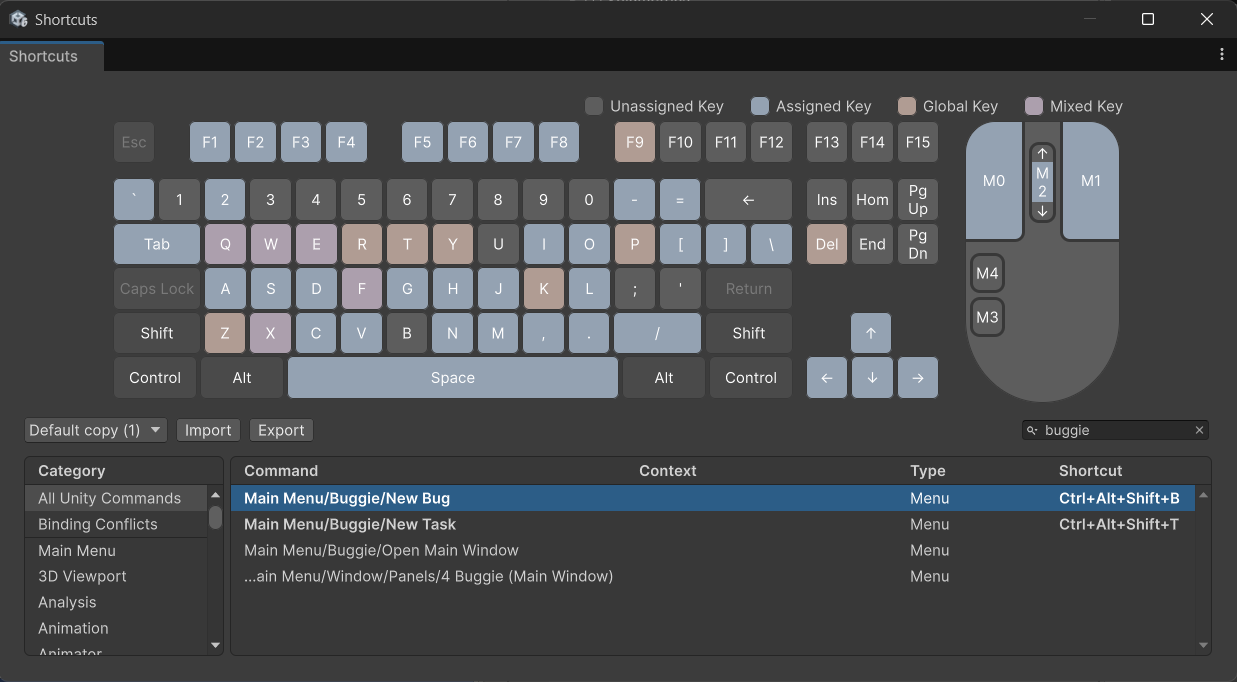 Shortcuts
Shortcuts
Unassigned Key Assigned Key Global Key Mixed Key
Esc F1 F2 F3 F4 F5 F6 F7 F8 F9 F10 F11 F12 F13 F14 F15
` 1 2 3 4 5 6 7 8 9 0 - = ← Ins Hom Pg Up
Tab Q W E R T Y U I O P [ ] \ Del End Pg Dn
Caps Lock A S D F G H J K L ; ' Return
Shift Z X C V B N M , . / Shift ↑
Control Alt Space Alt Control ← ↓ →
M0 ↑ M 2 ↓ M1
M4
M3
Default copy (1) Import Export buggie
Category Command Context Type Shortcut
All Unity Commands Main Menu/Buggie/New Bug Menu Ctrl+Alt+Shift+B
Binding Conflicts Main Menu/Buggie/New Task Menu Ctrl+Alt+Shift+T
Main Menu Main Menu/Buggie/Open Main Window Menu
3D Viewport ...ain Menu/Window/Panels/4 Buggie (Main Window) Menu
Analysis
Animation
Animator